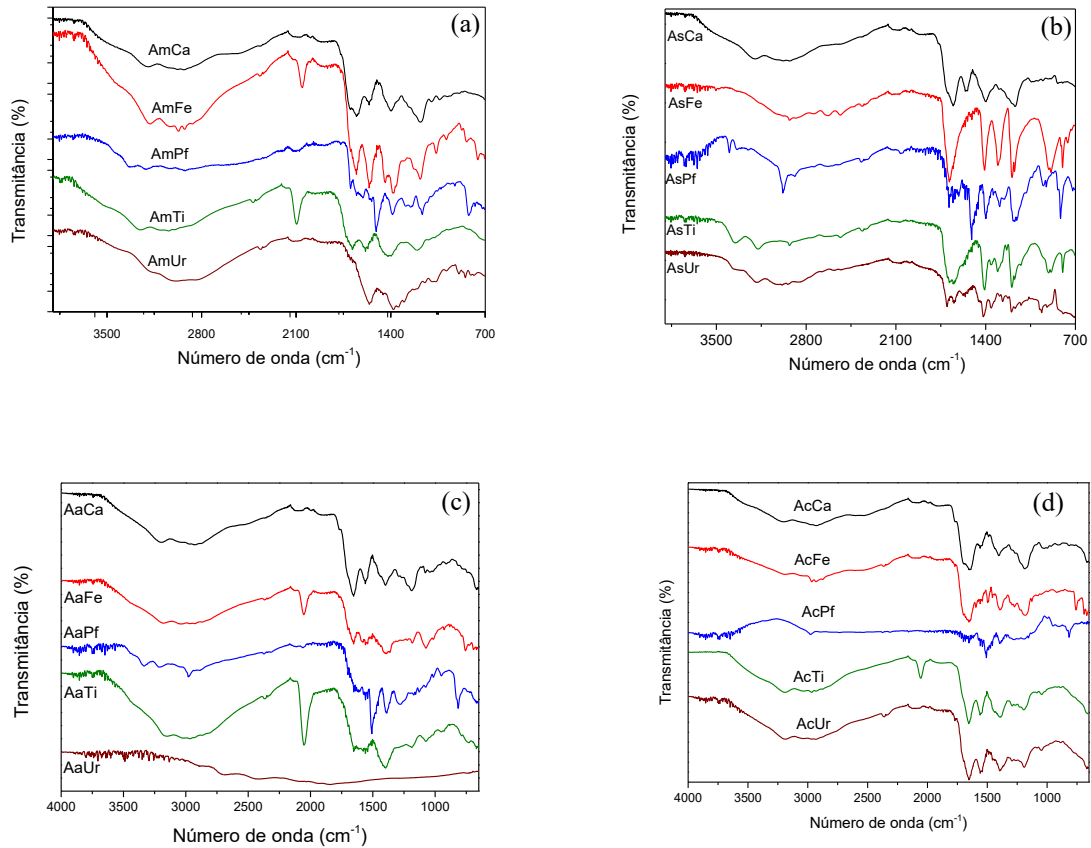 (a)
Transmitância (%)
AmCa
AmFe
AmPf
AmTi
AmUr
3500 2800 2100 1400 700
Número de onda (cm⁻¹)
(b)
Transmitância (%)
AsCa
AsFe
AsPf
AsTi
AsUr
3500 2800 2100 1400 700
Número de onda (cm⁻¹)
(c)
Transmitância (%)
AaCa
AaFe
AaPf
AaTi
AaUr
4000 3500 3000 2500 2000 1500 1000
Número de onda (cm⁻¹)
(d)
Transmitância (%)
AcCa
AcFe
AcPf
AcTi
AcUr
4000 3500 3000 2500 2000 1500 1000
Número de onda (cm⁻¹)